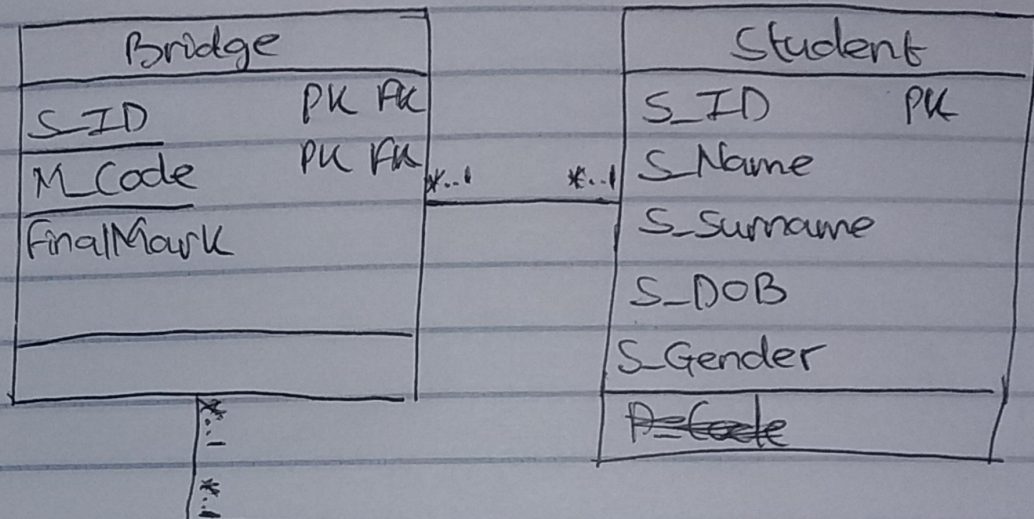 Bridge
S_ID PK FK
M_Code PK FK
FinalMark
*..1 *..1
Student
S_ID PK
S_Name
S_Surname
S_DOB
S_Gender
*..1
*..1